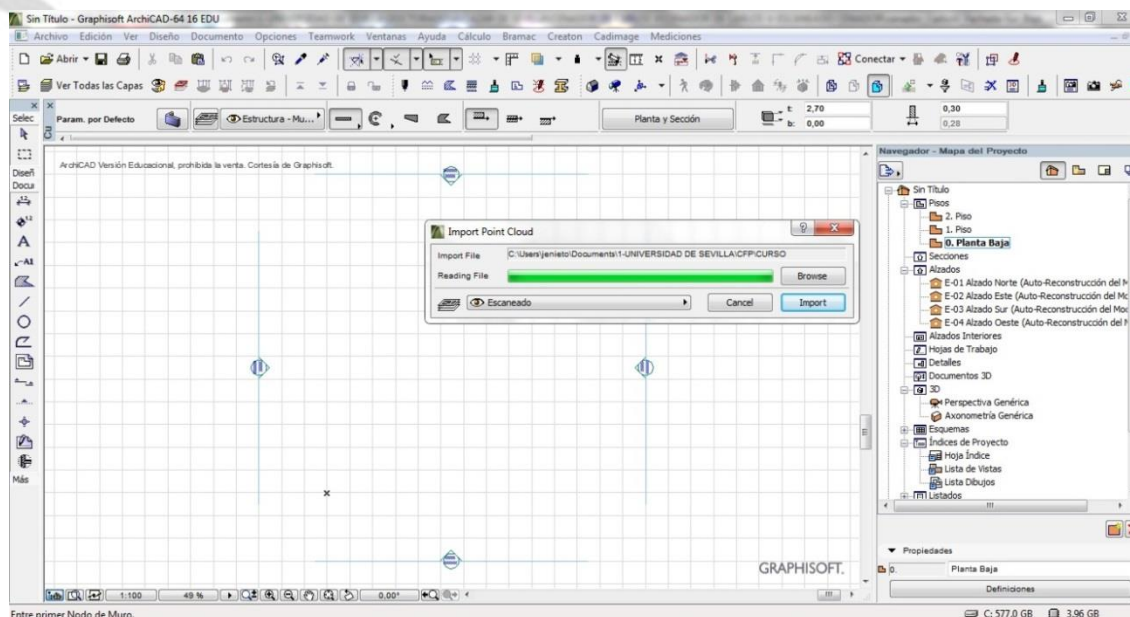 Sin Título - Graphisoft ArchiCAD-64 16 EDU
Archivo Edición Ver Diseño Documento Opciones Teamwork Ventanas Ayuda Cálculo Bramac Creaton Cadimage Mediciones
Abrir
Conectar
Ver Todas las Capas
Selec
Param. por Defecto
Estructura - Mu...
Planta y Sección
t: 2,70
b: 0,00
0,30
0,28
Diseñ
Docur
A
A1
Más
ArchiCAD Versión Educacional, prohibida la venta. Cortesía de Graphisoft.
Import Point Cloud
Import File C:\Users\jenieto\Documents\1-UNIVERSIDAD DE SEVILLA\CFP\CURSO
Reading File Browse
Escaneado Cancel Import
GRAPHISOFT.
Navegador - Mapa del Proyecto
Sin Título
Pisos
2. Piso
1. Piso
0. Planta Baja
Secciones
Alzados
E-01 Alzado Norte (Auto-Reconstrucción del M
E-02 Alzado Este (Auto-Reconstrucción del Mo
E-03 Alzado Sur (Auto-Reconstrucción del Mod
E-04 Alzado Oeste (Auto-Reconstrucción del M
Alzados Interiores
Hojas de Trabajo
Detalles
Documentos 3D
3D
Perspectiva Genérica
Axonometría Genérica
Esquemas
Índices de Proyecto
Hoja Índice
Lista de Vistas
Lista Dibujos
Listados
Propiedades
0. Planta Baja
Definiciones
1:100 49 % 0,00°
Entre primer Nodo de Muro.
C: 577.0 GB 3.96 GB